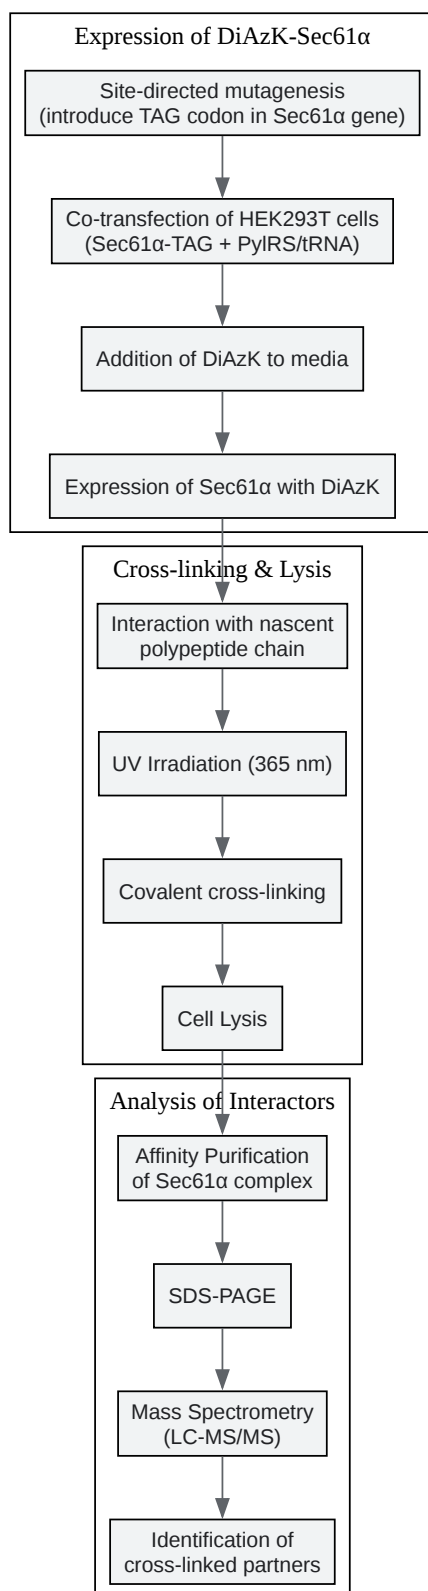 Expression of DiAzK-Sec61α
Site-directed mutagenesis
(introduce TAG codon in Sec61α gene)
Co-transfection of HEK293T cells
(Sec61α-TAG + PylRS/tRNA)
Addition of DiAzK to media
Expression of Sec61α with DiAzK
Cross-linking & Lysis
Interaction with nascent
polypeptide chain
UV Irradiation (365 nm)
Covalent cross-linking
Cell Lysis
Analysis of Interactors
Affinity Purification
of Sec61α complex
SDS-PAGE
Mass Spectrometry
(LC-MS/MS)
Identification of
cross-linked partners